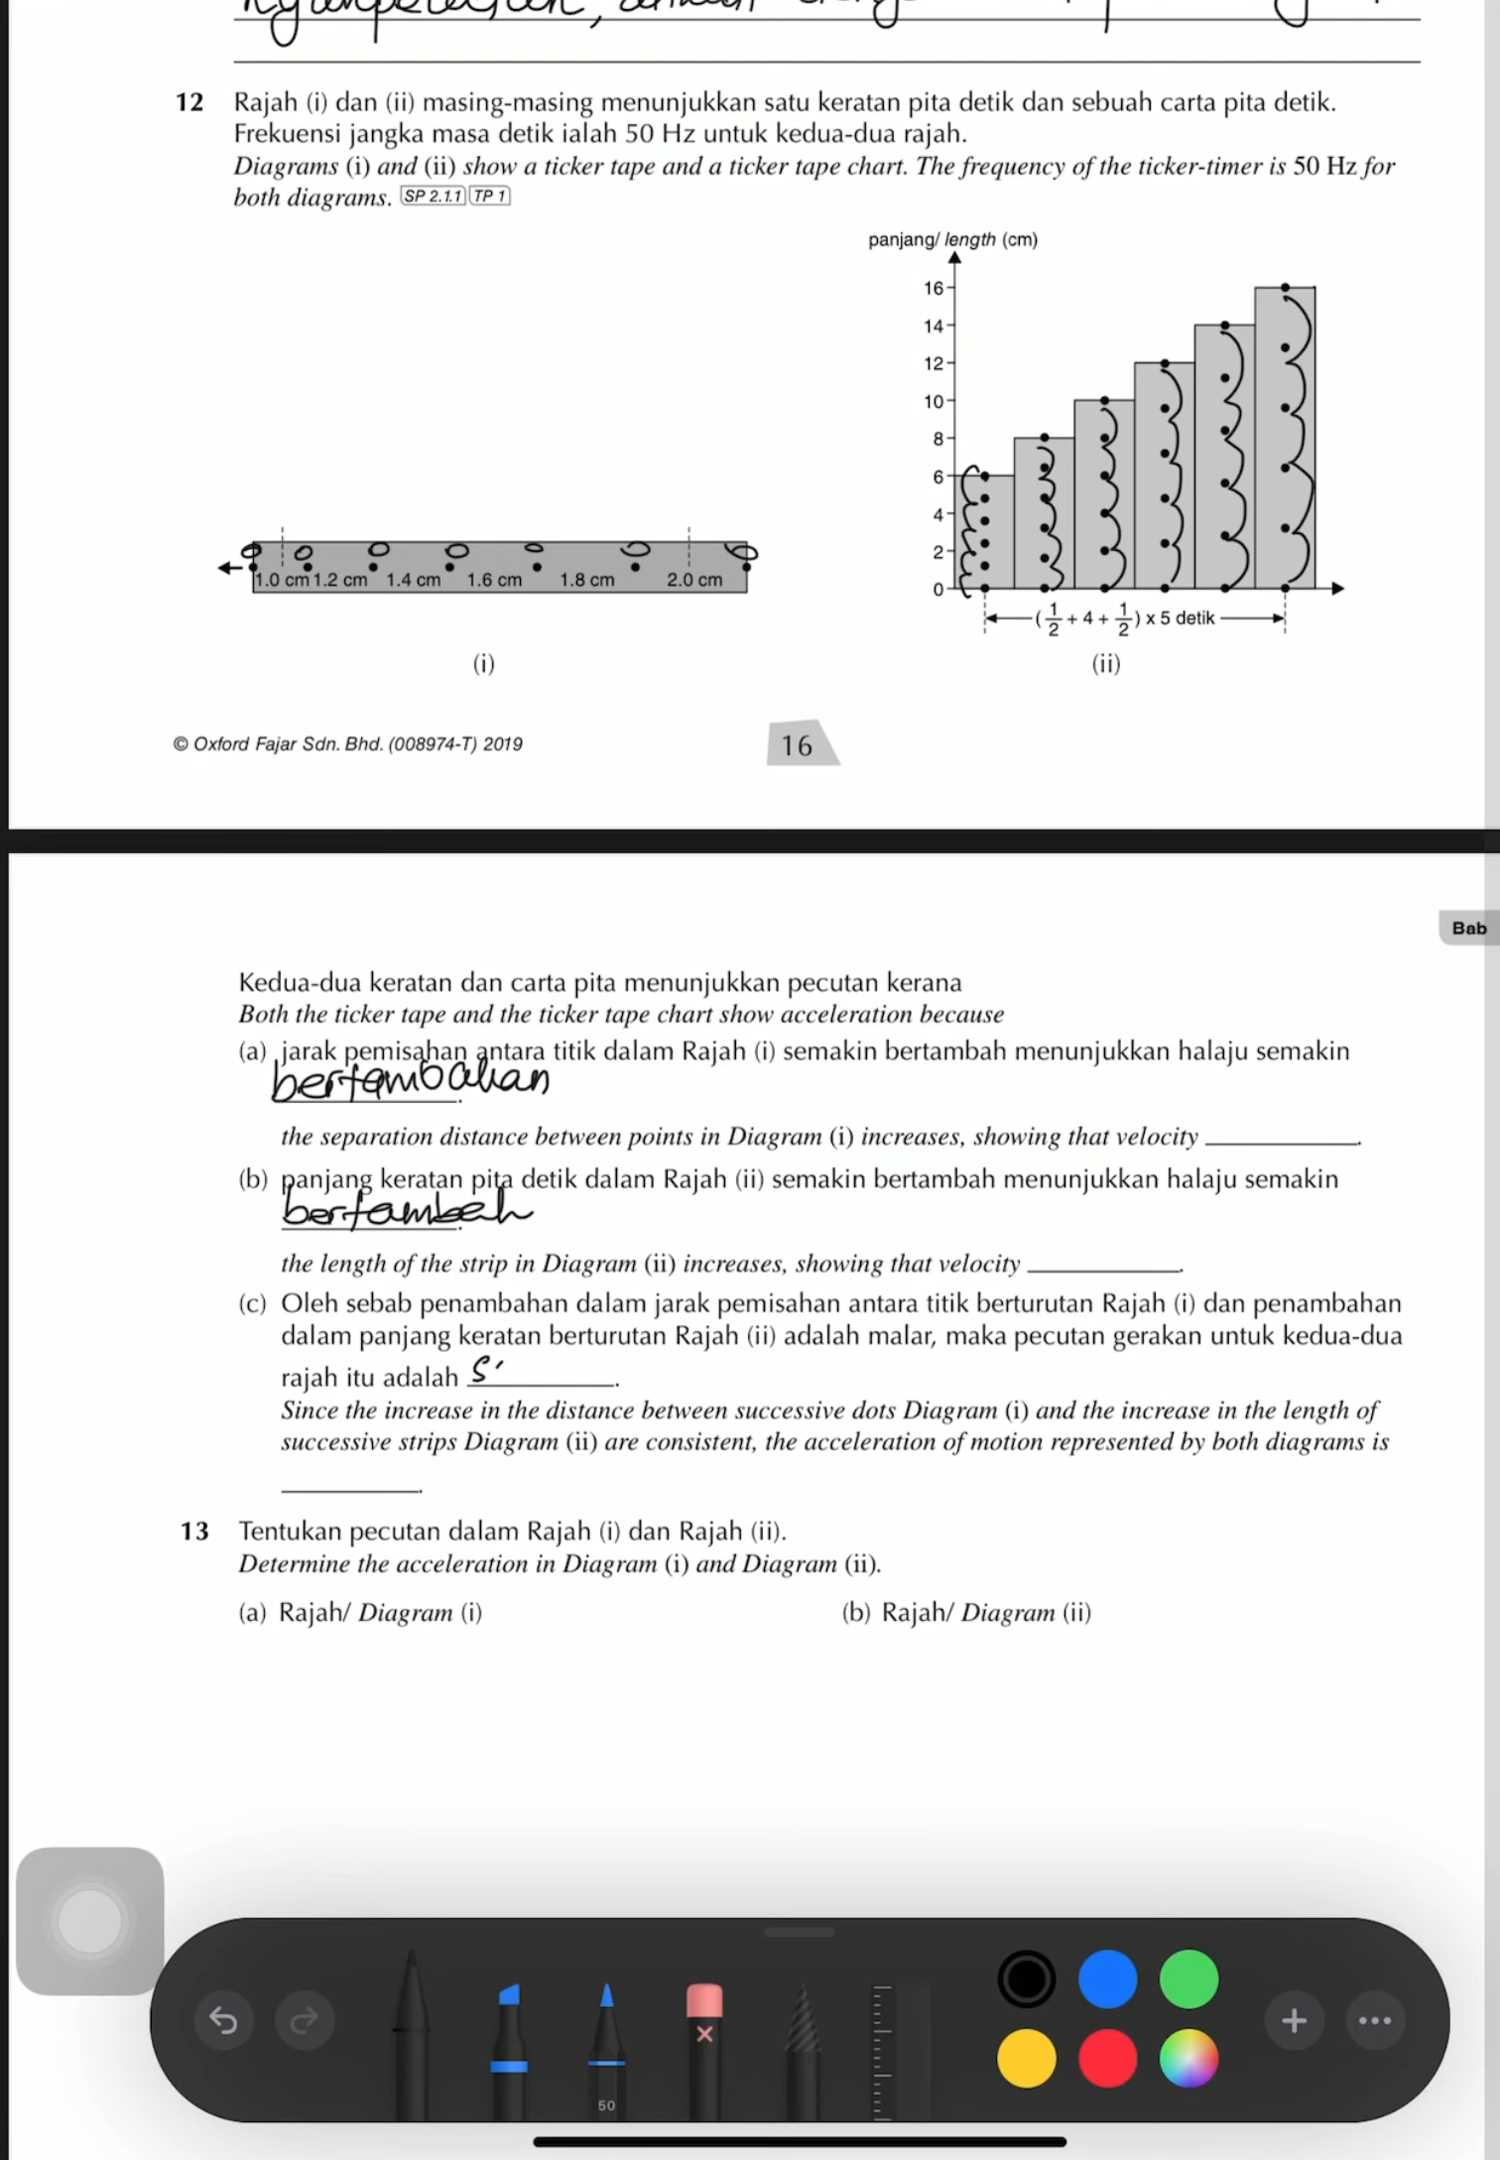 12 Rajah (i) dan (ii) masing-masing menunjukkan satu keratan pita detik dan sebuah carta pita detik.
Frekuensi jangka masa detik ialah 50 Hz untuk kedua-dua rajah.
Diagrams (i) and (ii) show a ticker tape and a ticker tape chart. The frequency of the ticker-timer is 50 Hz for
both diagrams. SP 2.1.1 TP 1
panjang/ length (cm)
16
14
12
10
8
6
4
2
0
1.0 cm 1.2 cm 1.4 cm 1.6 cm 1.8 cm 2.0 cm
(1/2 + 4 + 1/2) x 5 detik
(i)
(ii)
© Oxford Fajar Sdn. Bhd. (008974-T) 2019
16
Bab
Kedua-dua keratan dan carta pita menunjukkan pecutan kerana
Both the ticker tape and the ticker tape chart show acceleration because
(a) jarak pemisahan antara titik dalam Rajah (i) semakin bertambah menunjukkan halaju semakin
bertambahan.
the separation distance between points in Diagram (i) increases, showing that velocity ____________.
(b) panjang keratan pita detik dalam Rajah (ii) semakin bertambah menunjukkan halaju semakin
bertambah.
the length of the strip in Diagram (ii) increases, showing that velocity ____________.
(c) Oleh sebab penambahan dalam jarak pemisahan antara titik berturutan Rajah (i) dan penambahan
dalam panjang keratan berturutan Rajah (ii) adalah malar, maka pecutan gerakan untuk kedua-dua
rajah itu adalah ____________.
Since the increase in the distance between successive dots Diagram (i) and the increase in the length of
successive strips Diagram (ii) are consistent, the acceleration of motion represented by both diagrams is
____________.
13 Tentukan pecutan dalam Rajah (i) dan Rajah (ii).
Determine the acceleration in Diagram (i) and Diagram (ii).
(a) Rajah/ Diagram (i)
(b) Rajah/ Diagram (ii)
50